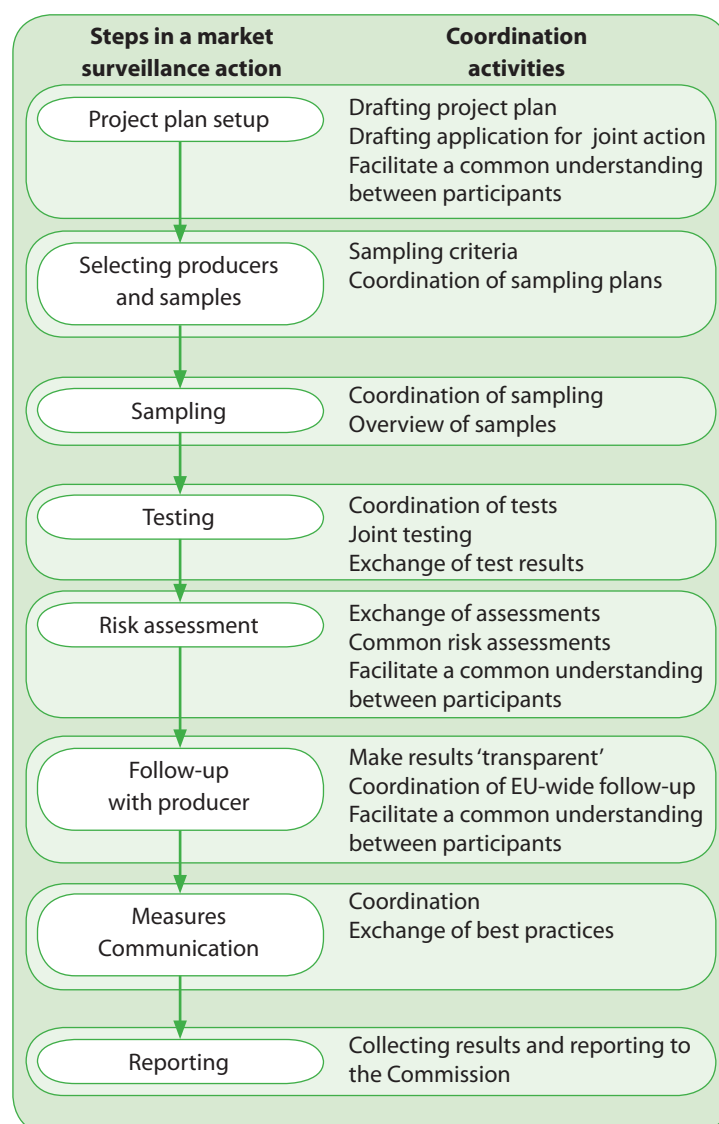 Steps in a market
surveillance action
Coordination
activities
Project plan setup
Drafting project plan
Drafting application for joint action
Facilitate a common understanding
between participants
Selecting producers
and samples
Sampling criteria
Coordination of sampling plans
Sampling
Coordination of sampling
Overview of samples
Testing
Coordination of tests
Joint testing
Exchange of test results
Risk assessment
Exchange of assessments
Common risk assessments
Facilitate a common understanding
between participants
Follow-up
with producer
Make results ‘transparent’
Coordination of EU-wide follow-up
Facilitate a common understanding
between participants
Measures
Communication
Coordination
Exchange of best practices
Reporting
Collecting results and reporting to
the Commission